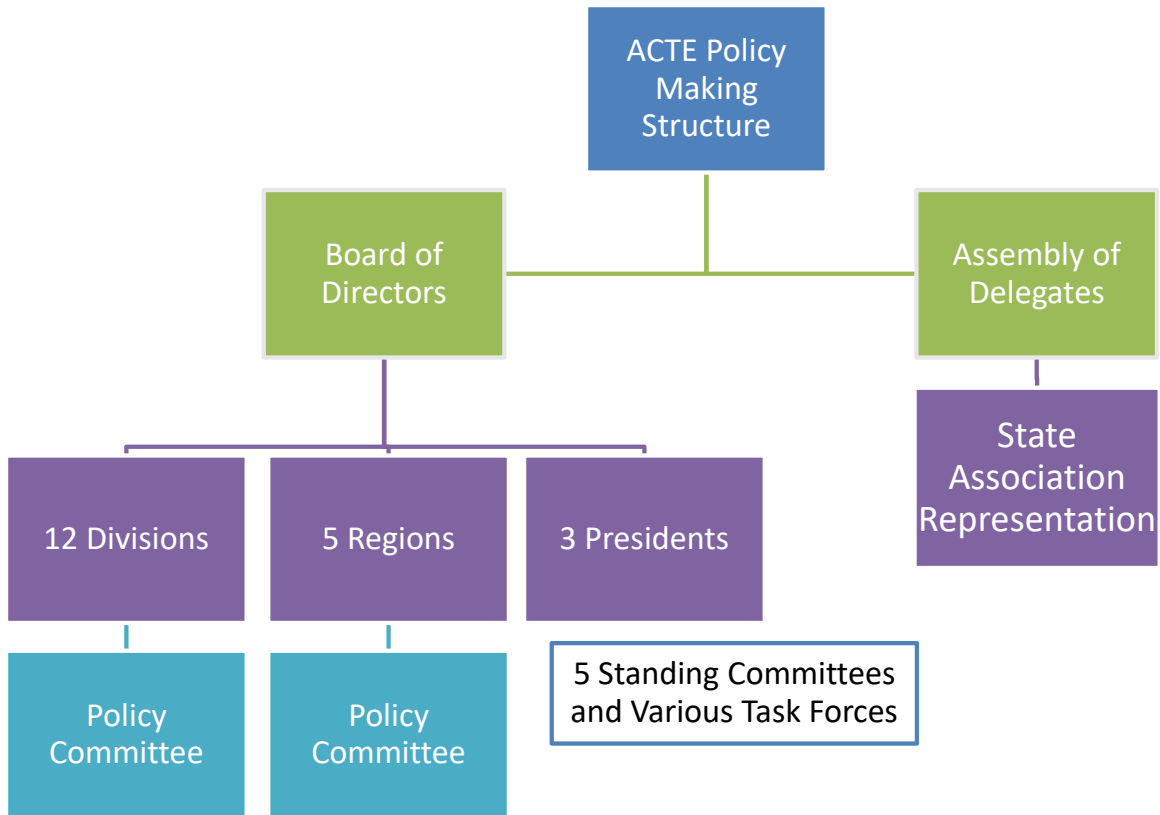 ACTE Policy
Making
Structure
Board of
Directors
Assembly of
Delegates
12 Divisions
5 Regions
3 Presidents
State
Association
Representation
Policy
Committee
Policy
Committee
5 Standing Committees
and Various Task Forces